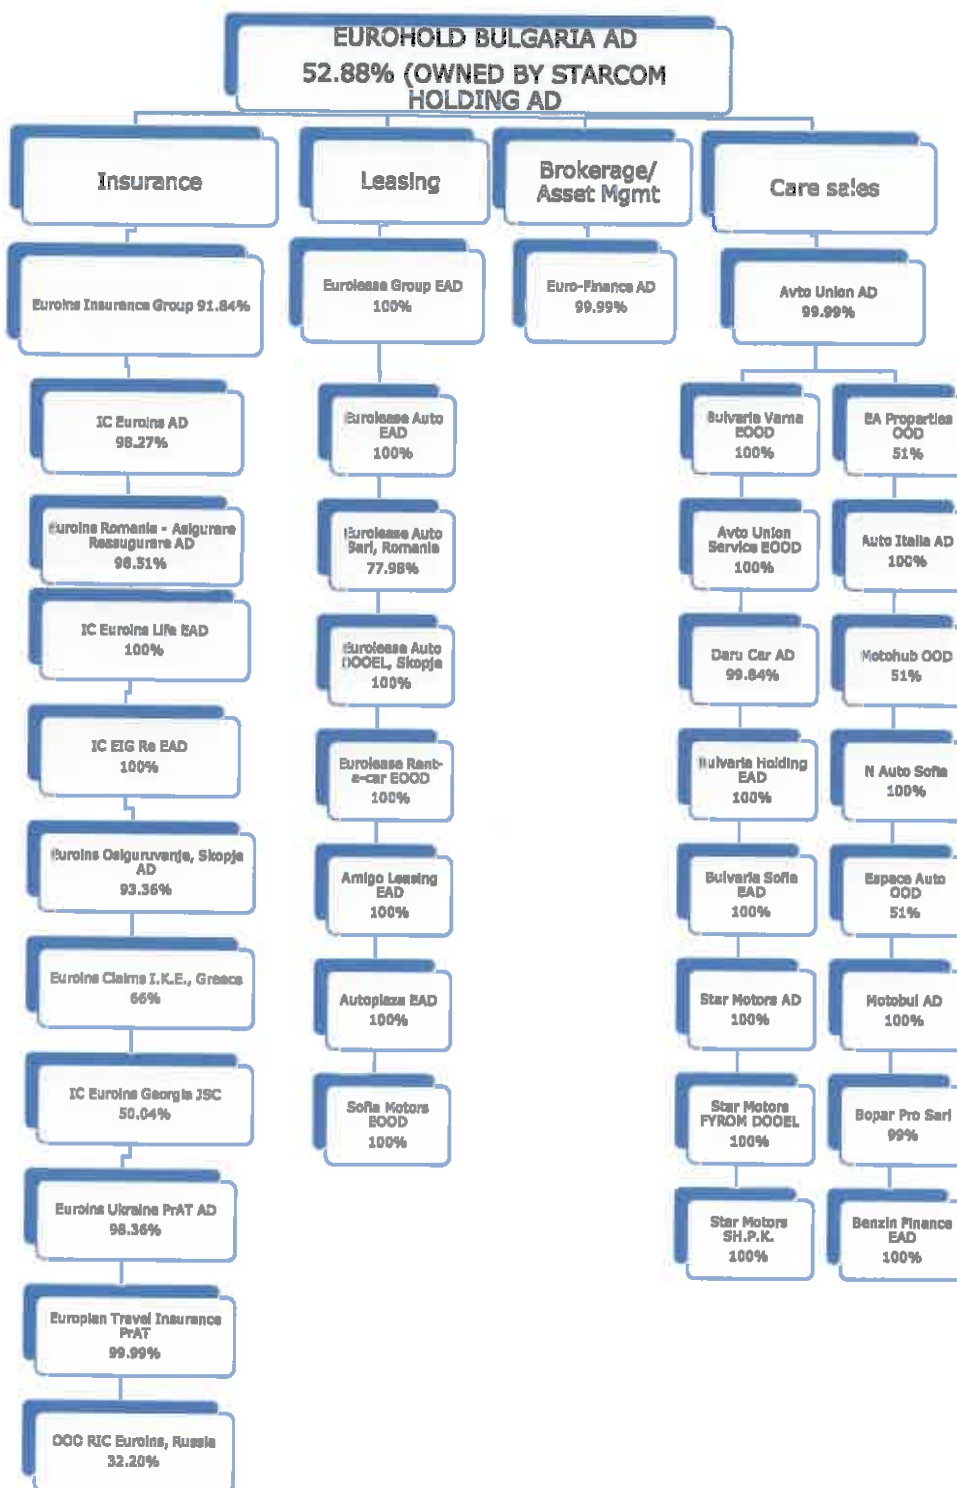 EUROHOLD BULGARIA AD
52.88% (OWNED BY STARCOM
HOLDING AD
Insurance
Leasing
Brokerage/
Asset Mgmt
Care sales
Euroins Insurance Group 91.84%
Eurolease Group EAD
100%
Euro-Finance AD
99.99%
Avto Union AD
99.99%
IC Euroins AD
98.27%
Euroins Romania - Asigurare
Reasugurare AD
98.51%
IC Euroins Life EAD
100%
IC EIG Re EAD
100%
Euroins Osiguruvanje, Skopje
AD
93.36%
Euroins Claims I.K.E., Greece
66%
IC Euroins Georgia JSC
50.04%
Euroins Ukraine PrAT AD
98.36%
Europian Travel Insurance
PrAT
99.99%
OOO RIC Euroins, Russia
32.20%
Eurolease Auto
EAD
100%
Eurolease Auto
Sarl, Romania
77.98%
Eurolease Auto
DOOEL, Skopje
100%
Eurolease Rent-
a-car EOOD
100%
Amigo Leasing
EAD
100%
Autoplaza EAD
100%
Sofia Motors
EOOD
100%
Bulvaria Varna
EOOD
100%
Avto Union
Service EOOD
100%
Daru Car AD
99.84%
Bulvaria Holding
EAD
100%
Bulvaria Sofia
EAD
100%
Star Motors AD
100%
Star Motors
FYROM DOOEL
100%
Star Motors
SH.P.K.
100%
EA Properties
OOD
51%
Auto Italia AD
100%
Motohub OOD
51%
N Auto Sofia
100%
Espace Auto
OOD
51%
Motobul AD
100%
Bopar Pro Sarl
99%
Benzin Finance
EAD
100%